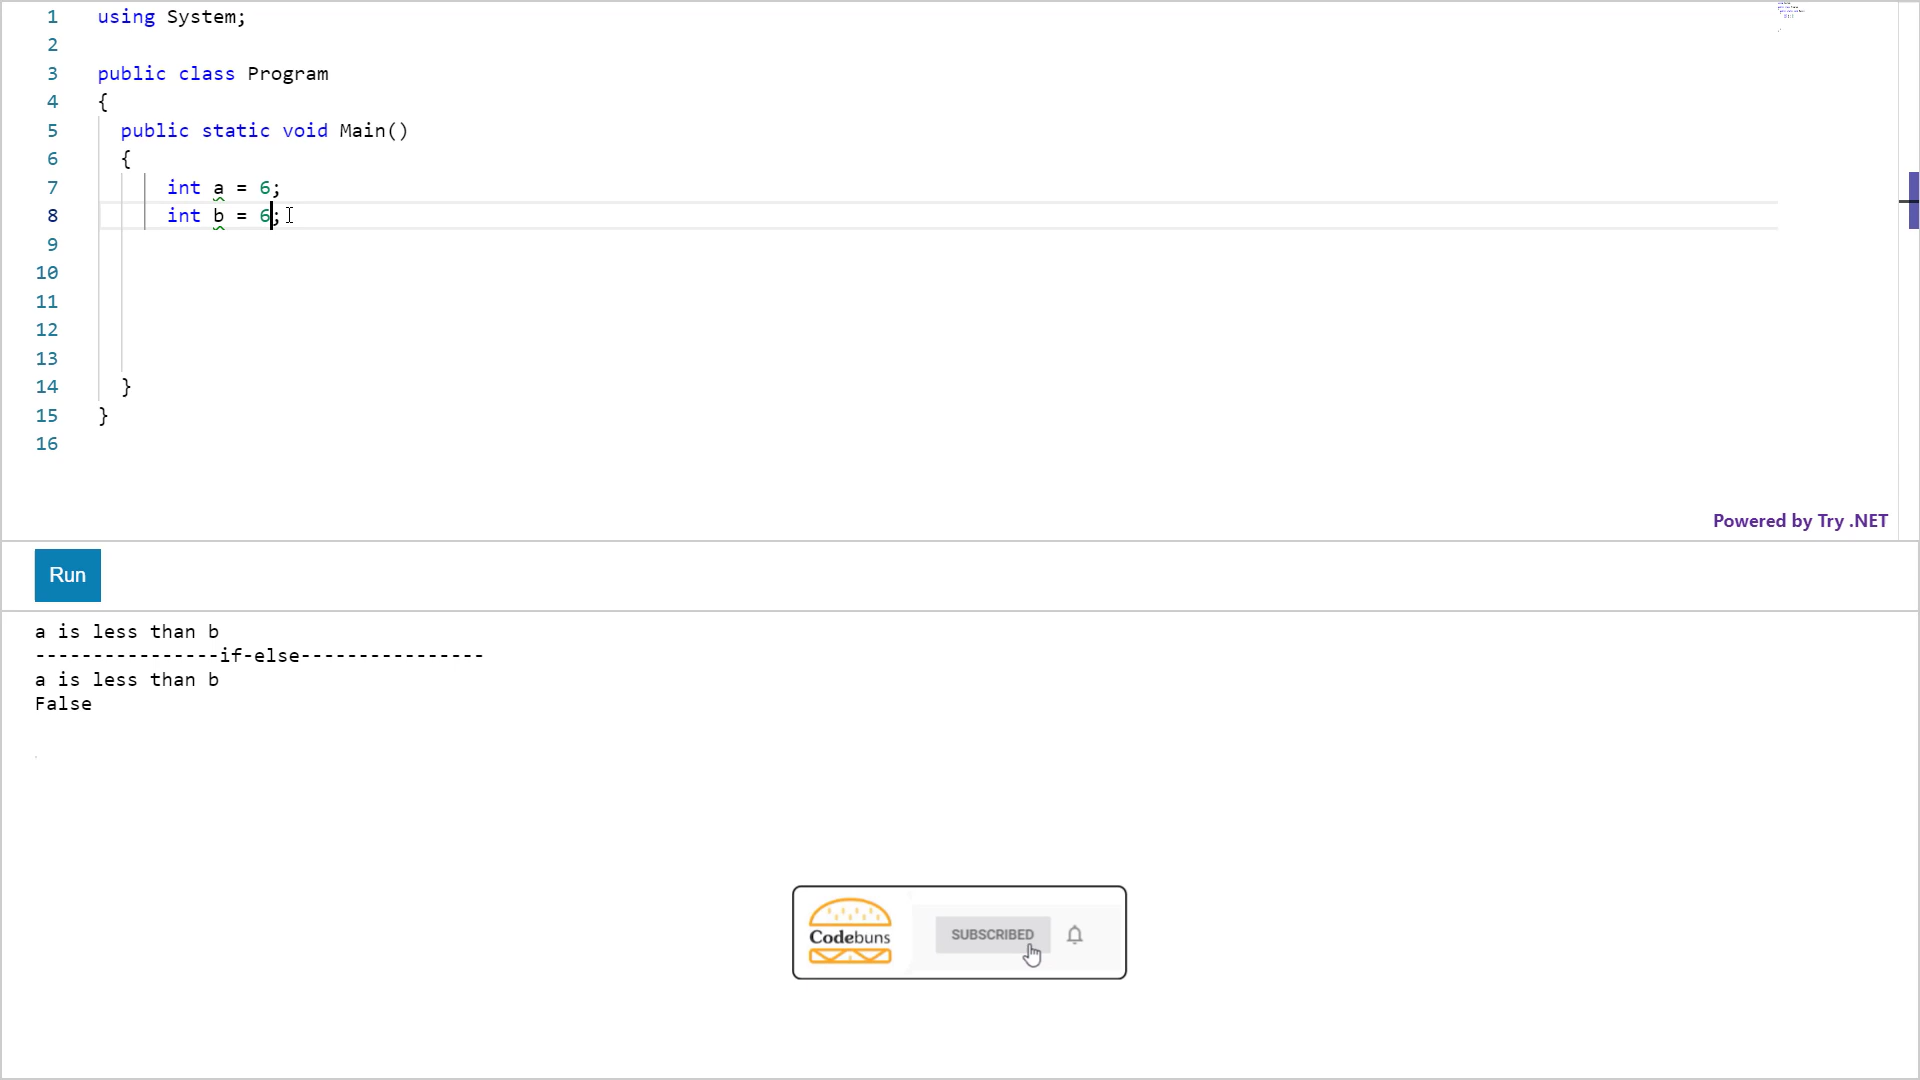 1 using System;
2
3 public class Program
4 {
5 public static void Main()
6 {
7 int a = 6;
8 int b = 6;
9
10
11
12
13
14 }
15 }
16
Powered by Try .NET
Run
a is less than b
----------------if-else----------------
a is less than b
False
Codebuns
SUBSCRIBED